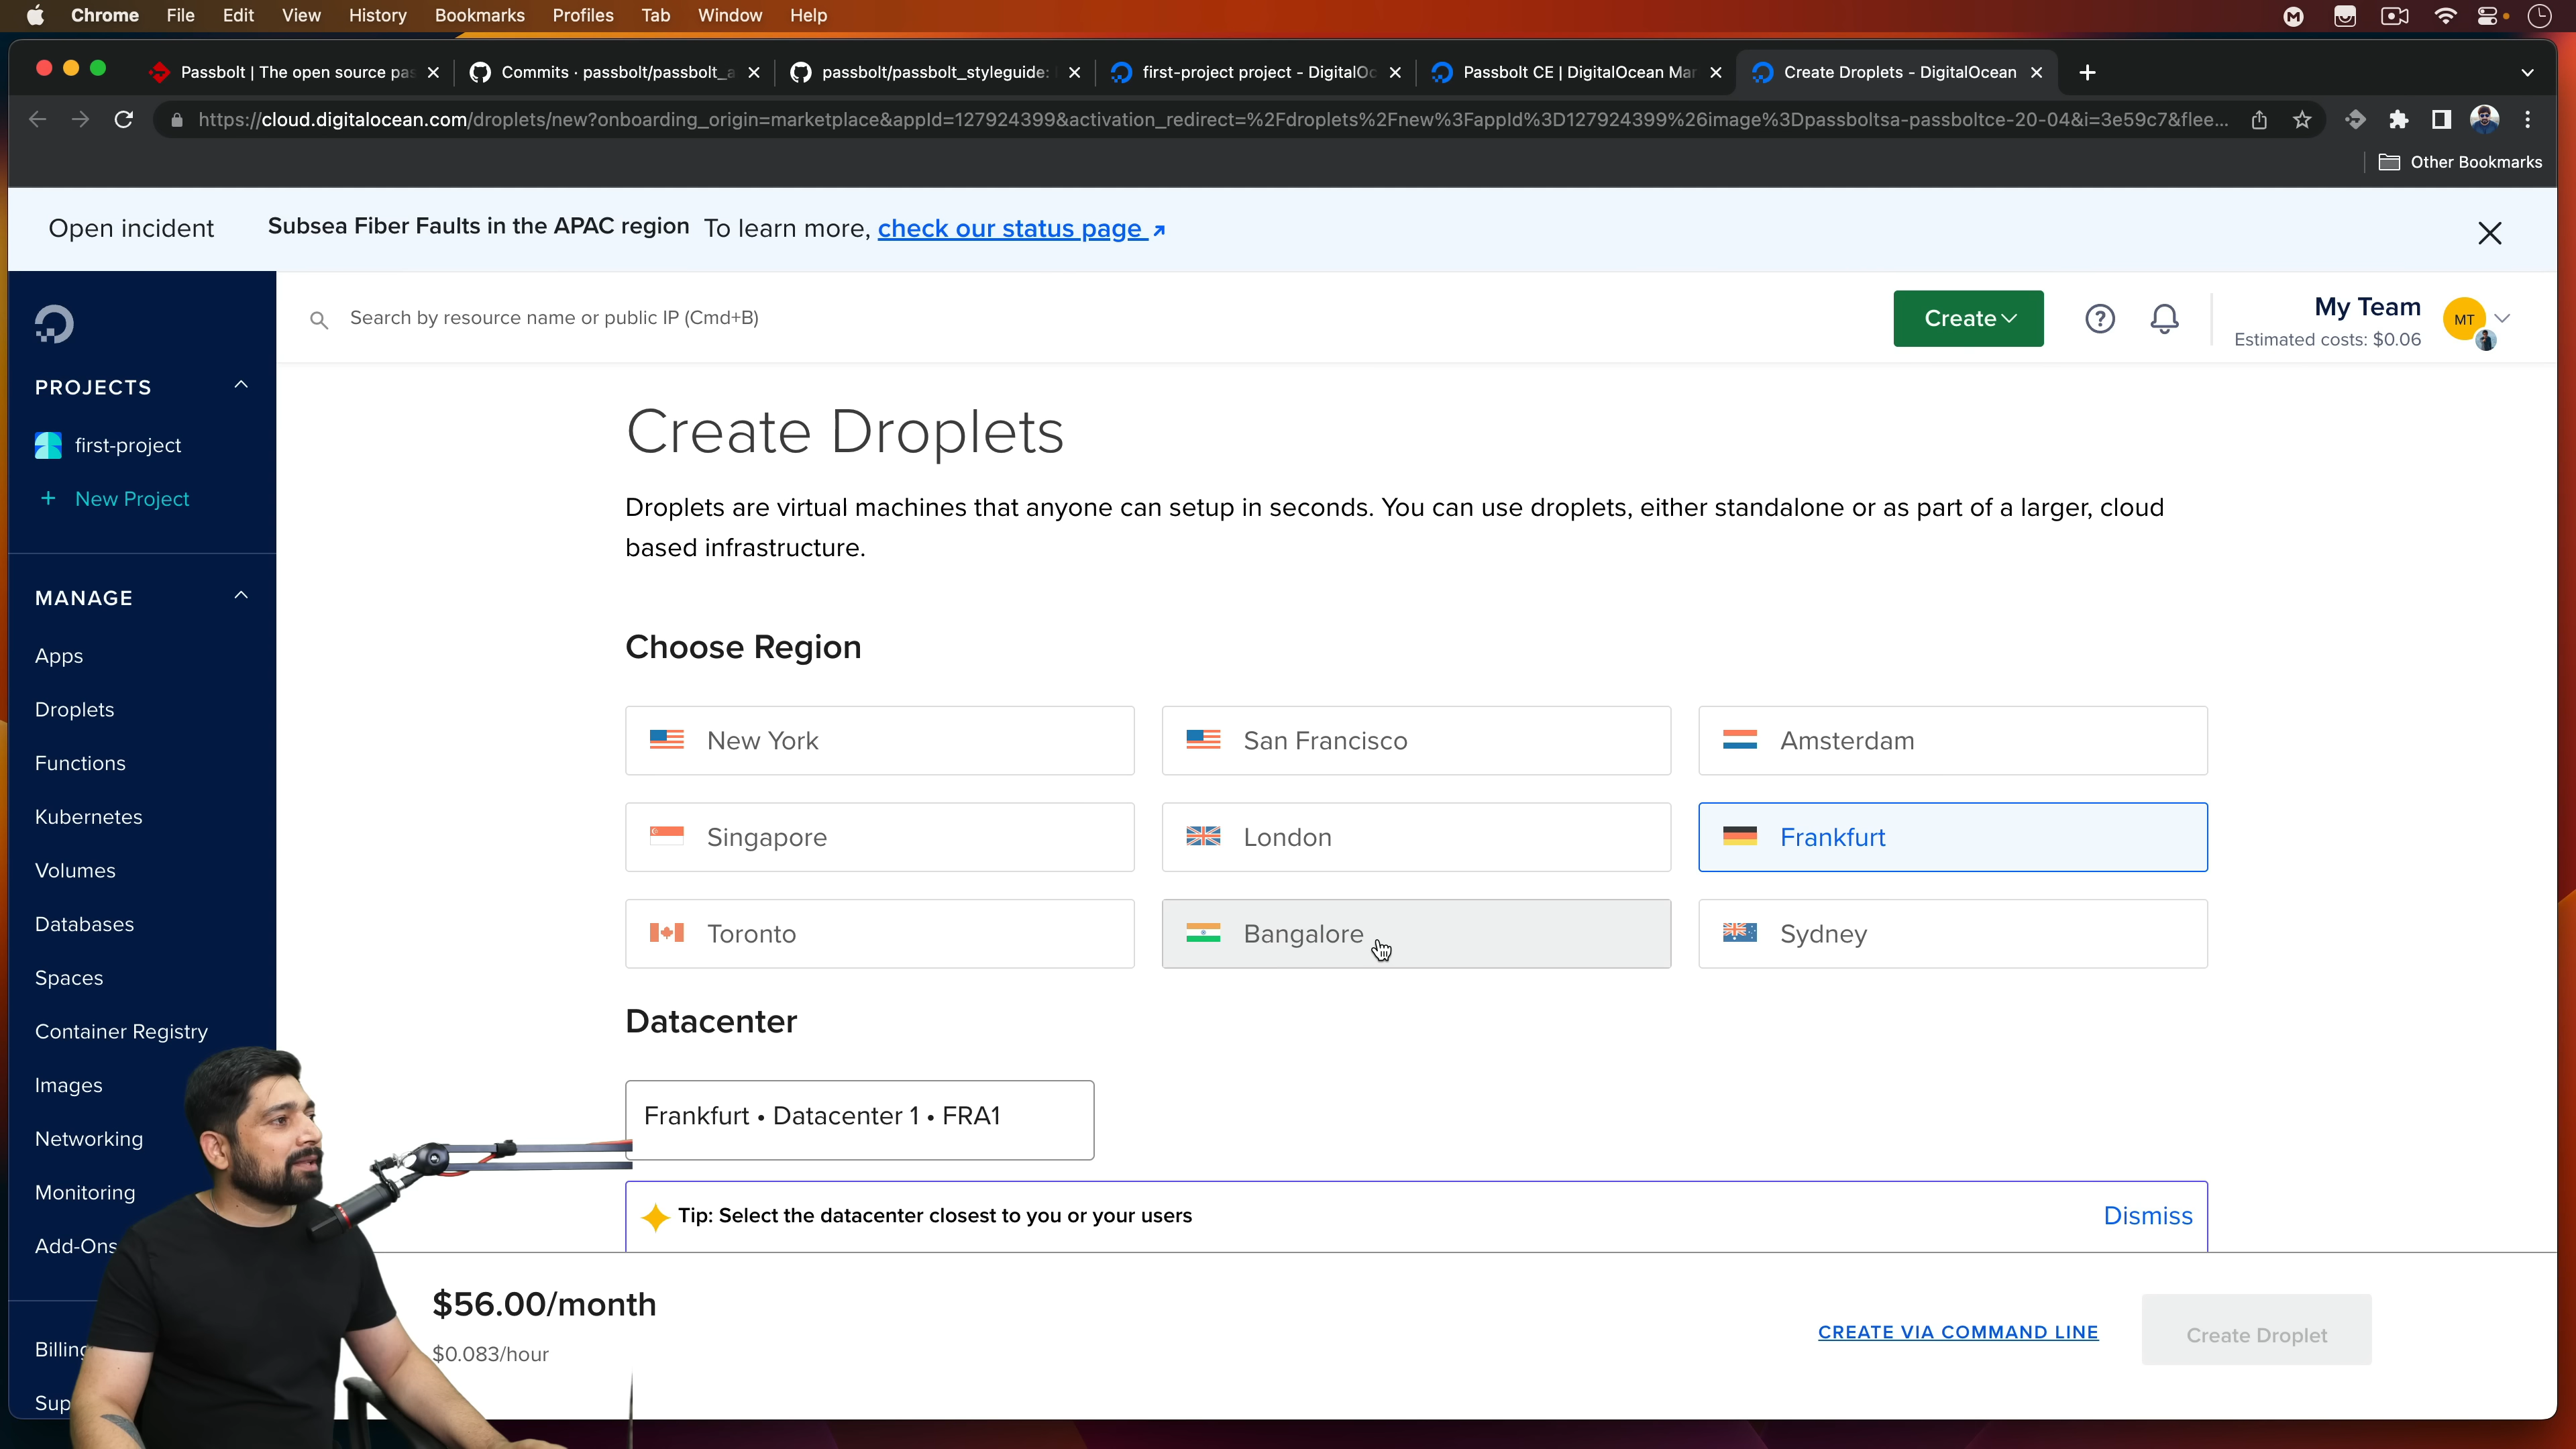 Chrome File Edit View History Bookmarks Profiles Tab Window Help
Passbolt | The open source pas
Commits · passbolt/passbolt_a
passbolt/passbolt_styleguide:
first-project project - DigitalOc
Passbolt CE | DigitalOcean Mar
Create Droplets - DigitalOcean
https://cloud.digitalocean.com/droplets/new?onboarding_origin=marketplace&appId=127924399&activation_redirect=%2Fdroplets%2Fnew%3FappId%3D127924399%26image%3Dpassboltsa-passboltce-20-04&i=3e59c7&flee...
Other Bookmarks
Open incident Subsea Fiber Faults in the APAC region To learn more, check our status page
Search by resource name or public IP (Cmd+B)
Create
My Team
Estimated costs: $0.06
MT
PROJECTS
first-project
+ New Project
MANAGE
Apps
Droplets
Functions
Kubernetes
Volumes
Databases
Spaces
Container Registry
Images
Networking
Monitoring
Add-Ons
Billing
Sup
Create Droplets
Droplets are virtual machines that anyone can setup in seconds. You can use droplets, either standalone or as part of a larger, cloud
based infrastructure.
Choose Region
New York
San Francisco
Amsterdam
Singapore
London
Frankfurt
Toronto
Bangalore
Sydney
Datacenter
Frankfurt • Datacenter 1 • FRA1
Tip: Select the datacenter closest to you or your users
Dismiss
$56.00/month
$0.083/hour
CREATE VIA COMMAND LINE
Create Droplet